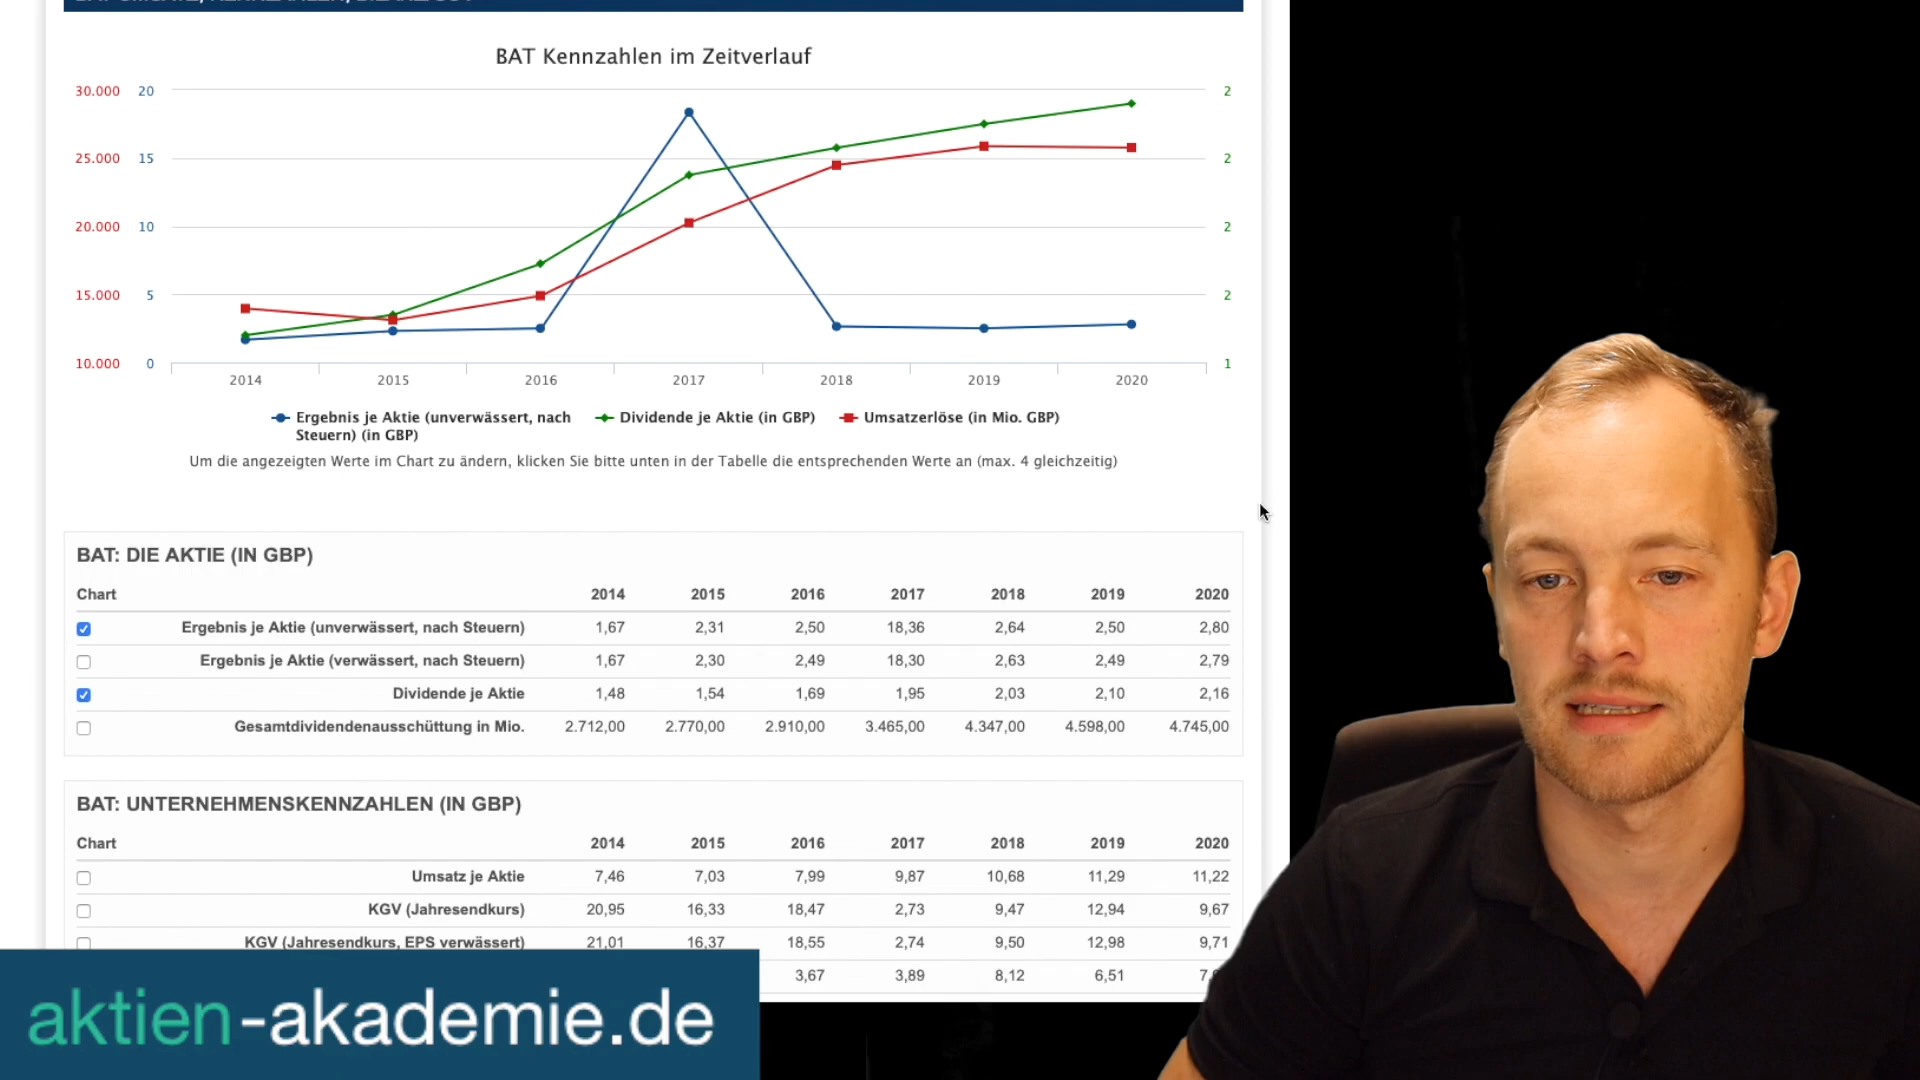 BAT Kennzahlen im Zeitverlauf
30.000 20 2
25.000 15 2
20.000 10 2
15.000 5 2
10.000 0 1
2014 2015 2016 2017 2018 2019 2020
Ergebnis je Aktie (unverwässert, nach Steuern) (in GBP) Dividende je Aktie (in GBP) Umsatzerlöse (in Mio. GBP)
Um die angezeigten Werte im Chart zu ändern, klicken Sie bitte unten in der Tabelle die entsprechenden Werte an (max. 4 gleichzeitig)
BAT: DIE AKTIE (IN GBP)
Chart 2014 2015 2016 2017 2018 2019 2020
Ergebnis je Aktie (unverwässert, nach Steuern) 1,67 2,31 2,50 18,36 2,64 2,50 2,80
Ergebnis je Aktie (verwässert, nach Steuern) 1,67 2,30 2,49 18,30 2,63 2,49 2,79
Dividende je Aktie 1,48 1,54 1,69 1,95 2,03 2,10 2,16
Gesamtdividendenausschüttung in Mio. 2.712,00 2.770,00 2.910,00 3.465,00 4.347,00 4.598,00 4.745,00
BAT: UNTERNEHMENSKENNZAHLEN (IN GBP)
Chart 2014 2015 2016 2017 2018 2019 2020
Umsatz je Aktie 7,46 7,03 7,99 9,87 10,68 11,29 11,22
KGV (Jahresendkurs) 20,95 16,33 18,47 2,73 9,47 12,94 9,67
KGV (Jahresendkurs, EPS verwässert) 21,01 16,37 18,55 2,74 9,50 12,98 9,71
3,67 3,89 8,12 6,51
aktien-akademie.de